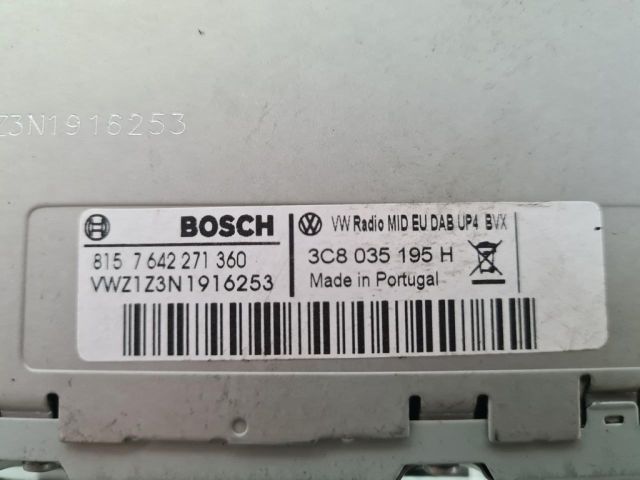 Z3N1916253
BOSCH
VW Radio MID EU DAB UP4 BVX
815 7 642 271 360
3C8 035 195 H
VWZ1Z3N1916253
Made in Portugal